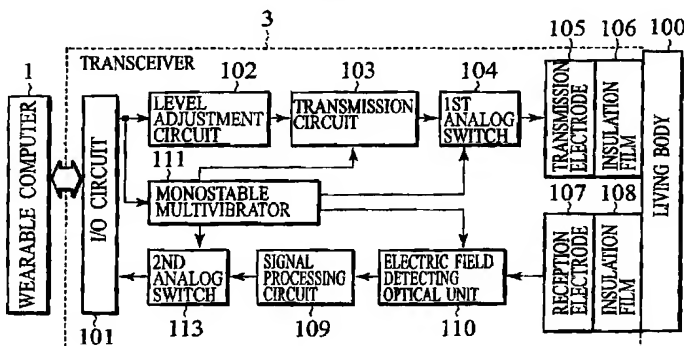 3
100
TRANSCEIVER
105
106
1
102
103
104
WEARABLE COMPUTER
I/O CIRCUIT
LEVEL
ADJUSTMENT
CIRCUIT
TRANSMISSION
CIRCUIT
1ST
ANALOG
SWITCH
TRANSMISSION
ELECTRODE
INSULATION
FILM
LIVING BODY
111
MONOSTABLE
MULTIVIBRATOR
107
108
2ND
ANALOG
SWITCH
SIGNAL
PROCESSING
CIRCUIT
ELECTRIC FIELD
DETECTING
OPTICAL UNIT
RECEPTION
ELECTRODE
INSULATION
FILM
101
113
109
110